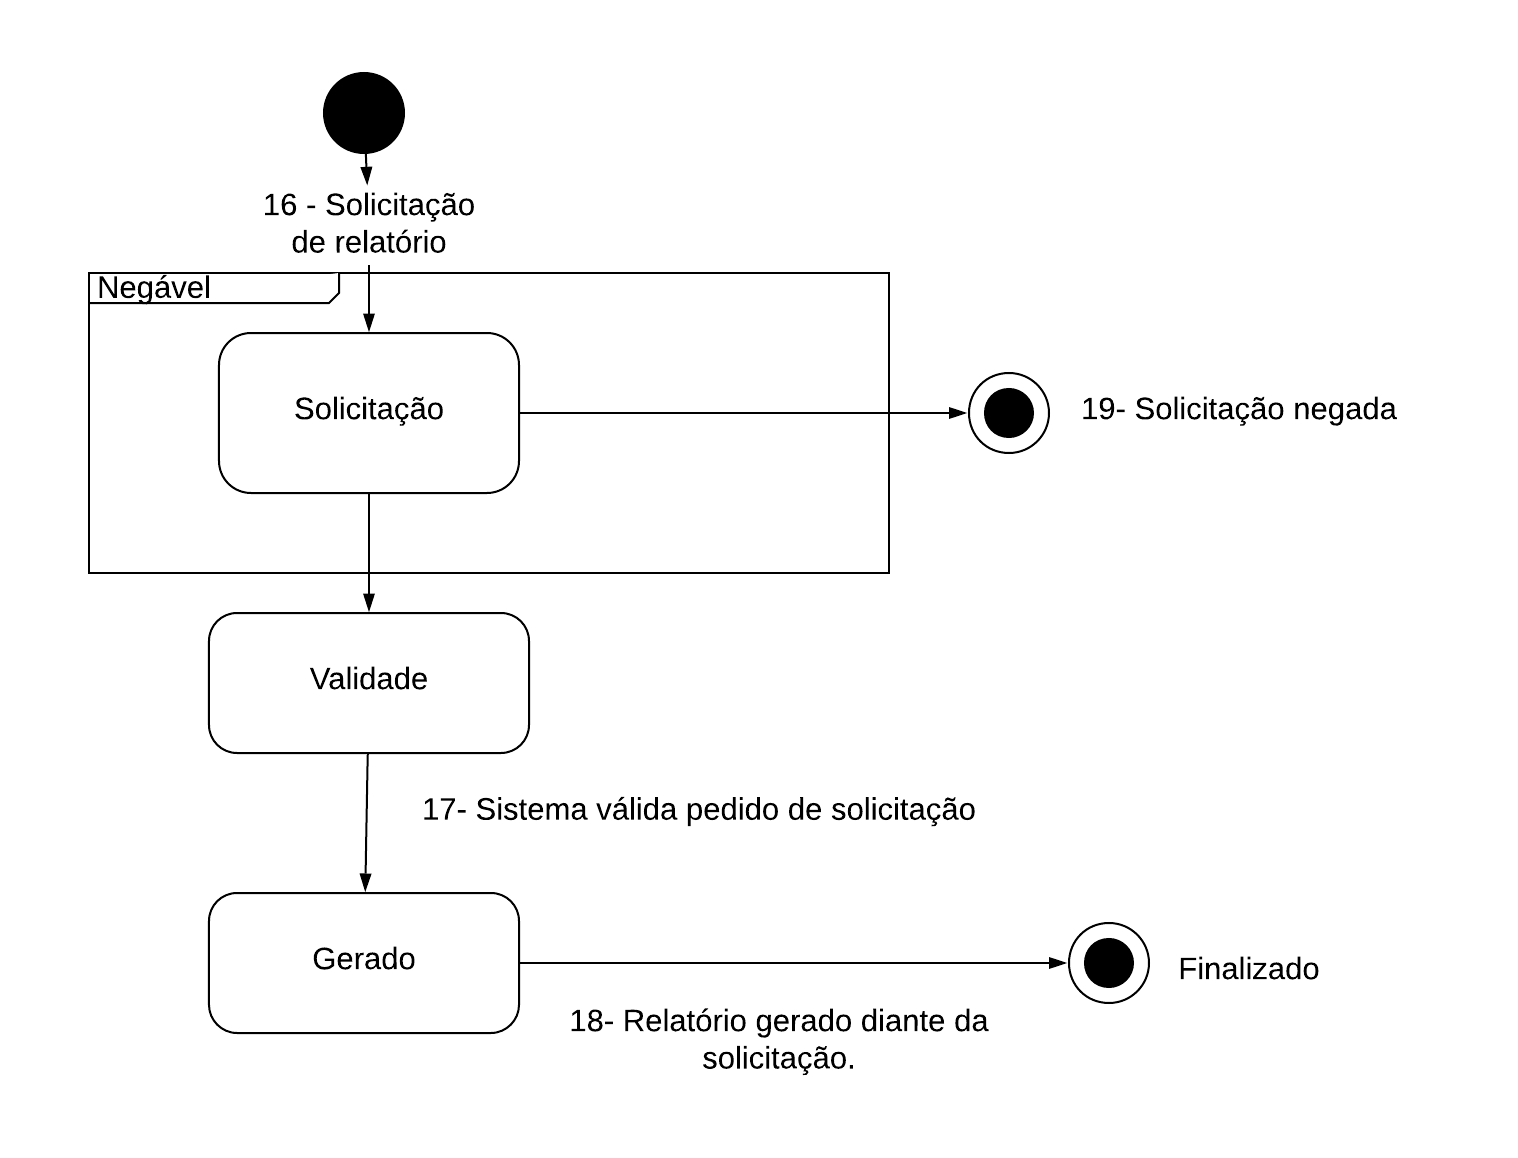 16 - Solicitação
de relatório
Negável
Solicitação
19- Solicitação negada
Validade
17- Sistema válida pedido de solicitação
Gerado
Finalizado
18- Relatório gerado diante da
solicitação.